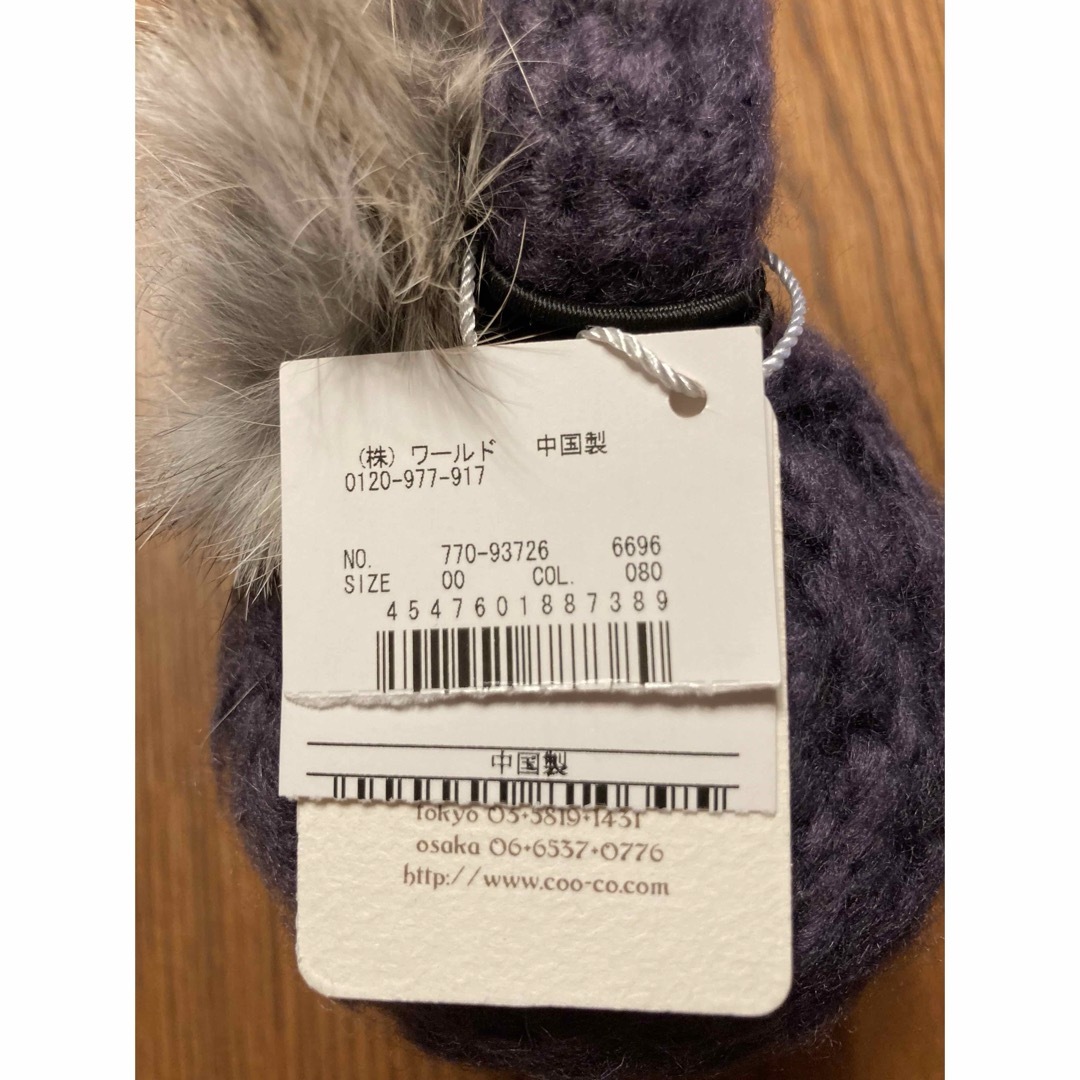 (株) ワールド 中国製
0120-977-917
NO. 770-93726 6696
SIZE 00 COL. 080
4547601887389
中国製
Tokyo 03+5819+1431
osaka 06+6537+0776
http://www.coo-co.com